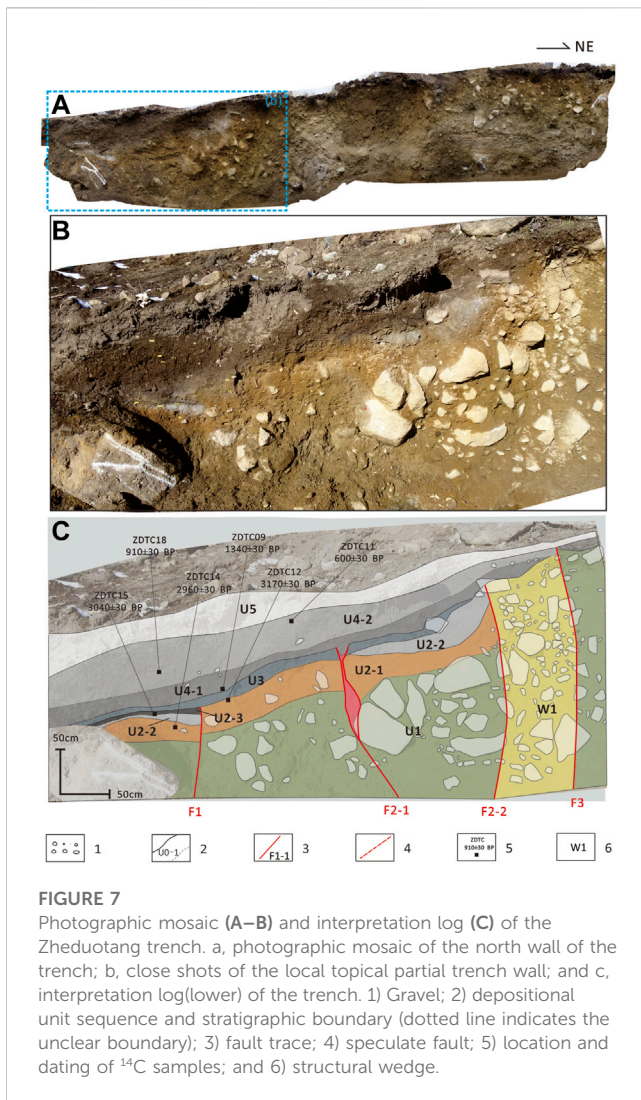 NE
A
(b)
B
C
ZDTC18
910±30 BP
ZDTC09
1340±30 BP
ZDTC11
600±30 BP
ZDTC14
2960±30 BP
ZDTC12
3170±30 BP
ZDTC15
3040±30 BP
U5
U4-2
U4-1
U3
U2-2
U2-1
U2-2
U2-3
U1
W1
50cm
50cm
F1
F2-1
F2-2
F3
1
U0-1
2
F1-1
3
4
ZDTC
910±30 BP
5
W1
6
FIGURE 7
Photographic mosaic (A–B) and interpretation log (C) of the
Zheduotang trench. a, photographic mosaic of the north wall of the
trench; b, close shots of the local topical partial trench wall; and c,
interpretation log(lower) of the trench. 1) Gravel; 2) depositional
unit sequence and stratigraphic boundary (dotted line indicates the
unclear boundary); 3) fault trace; 4) speculate fault; 5) location and
dating of ¹⁴C samples; and 6) structural wedge.